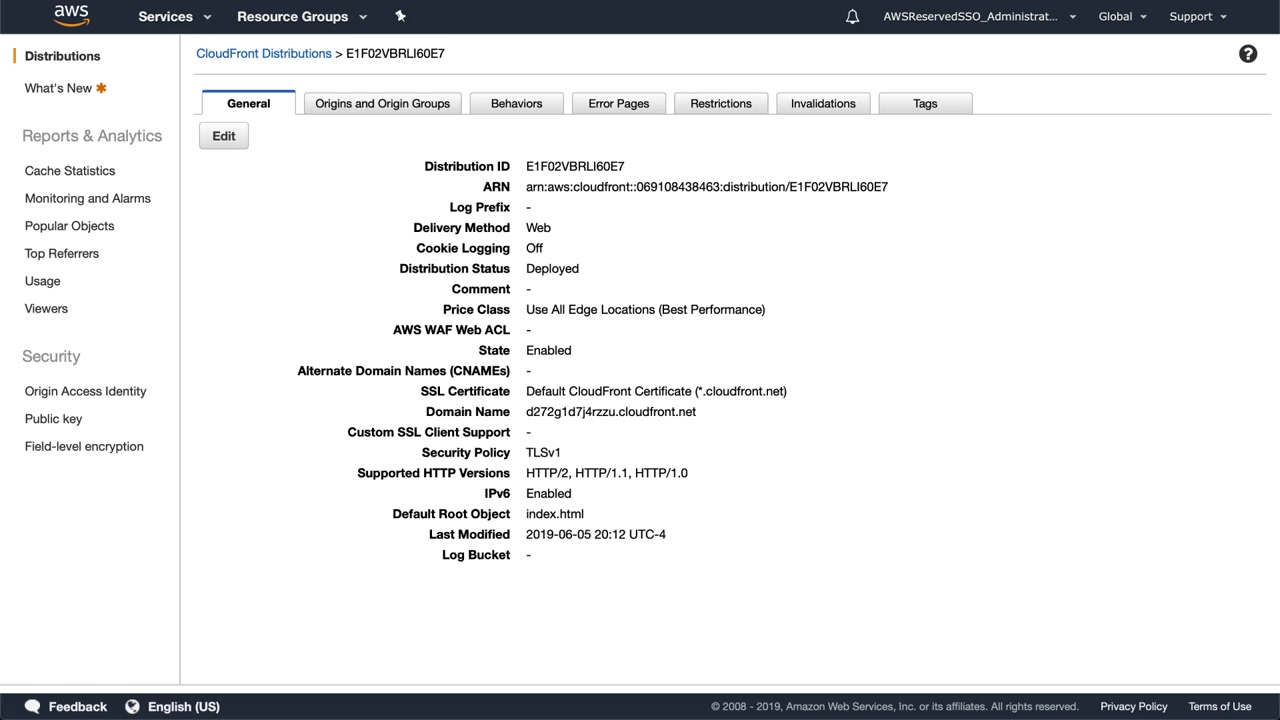 aws
Services
Resource Groups
AWSReservedSSO_Administrat...
Global
Support
Distributions
What's New
Reports & Analytics
Cache Statistics
Monitoring and Alarms
Popular Objects
Top Referrers
Usage
Viewers
Security
Origin Access Identity
Public key
Field-level encryption
CloudFront Distributions > E1F02VBRLI60E7
General
Origins and Origin Groups
Behaviors
Error Pages
Restrictions
Invalidations
Tags
Edit
Distribution ID E1F02VBRLI60E7
ARN arn:aws:cloudfront::069108438463:distribution/E1F02VBRLI60E7
Log Prefix -
Delivery Method Web
Cookie Logging Off
Distribution Status Deployed
Comment -
Price Class Use All Edge Locations (Best Performance)
AWS WAF Web ACL -
State Enabled
Alternate Domain Names (CNAMEs) -
SSL Certificate Default CloudFront Certificate (*.cloudfront.net)
Domain Name d272g1d7j4rzzu.cloudfront.net
Custom SSL Client Support -
Security Policy TLSv1
Supported HTTP Versions HTTP/2, HTTP/1.1, HTTP/1.0
IPv6 Enabled
Default Root Object index.html
Last Modified 2019-06-05 20:12 UTC-4
Log Bucket -
Feedback
English (US)
© 2008 - 2019, Amazon Web Services, Inc. or its affiliates. All rights reserved.
Privacy Policy
Terms of Use